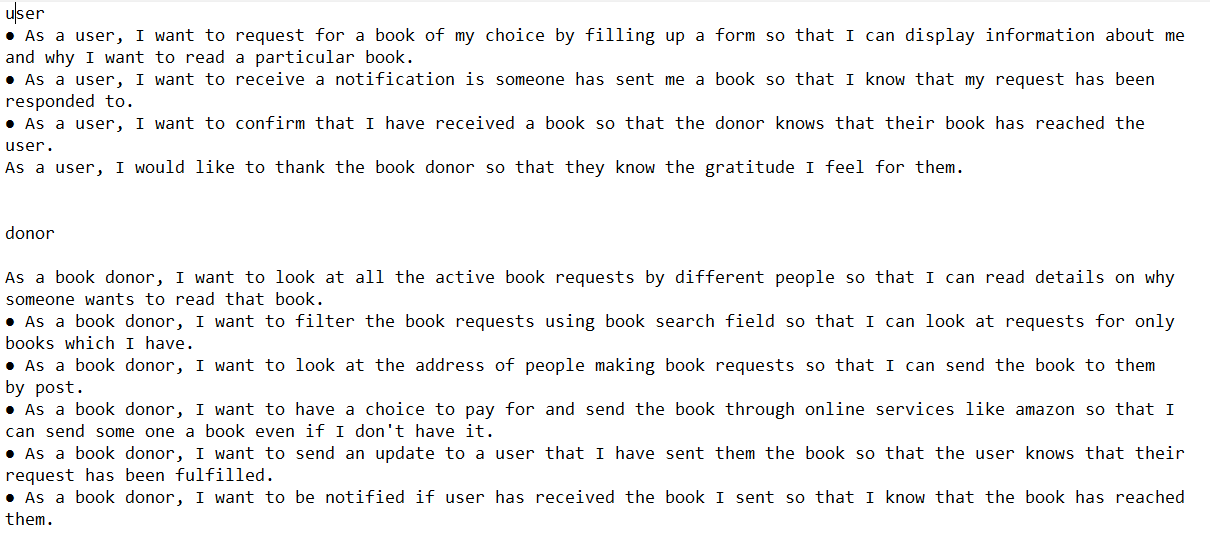 user
● As a user, I want to request for a book of my choice by filling up a form so that I can display information about me
and why I want to read a particular book.
● As a user, I want to receive a notification is someone has sent me a book so that I know that my request has been
responded to.
● As a user, I want to confirm that I have received a book so that the donor knows that their book has reached the
user.
As a user, I would like to thank the book donor so that they know the gratitude I feel for them.
donor
As a book donor, I want to look at all the active book requests by different people so that I can read details on why
someone wants to read that book.
● As a book donor, I want to filter the book requests using book search field so that I can look at requests for only
books which I have.
● As a book donor, I want to look at the address of people making book requests so that I can send the book to them
by post.
● As a book donor, I want to have a choice to pay for and send the book through online services like amazon so that I
can send some one a book even if I don't have it.
● As a book donor, I want to send an update to a user that I have sent them the book so that the user knows that their
request has been fulfilled.
● As a book donor, I want to be notified if user has received the book I sent so that I know that the book has reached
them.